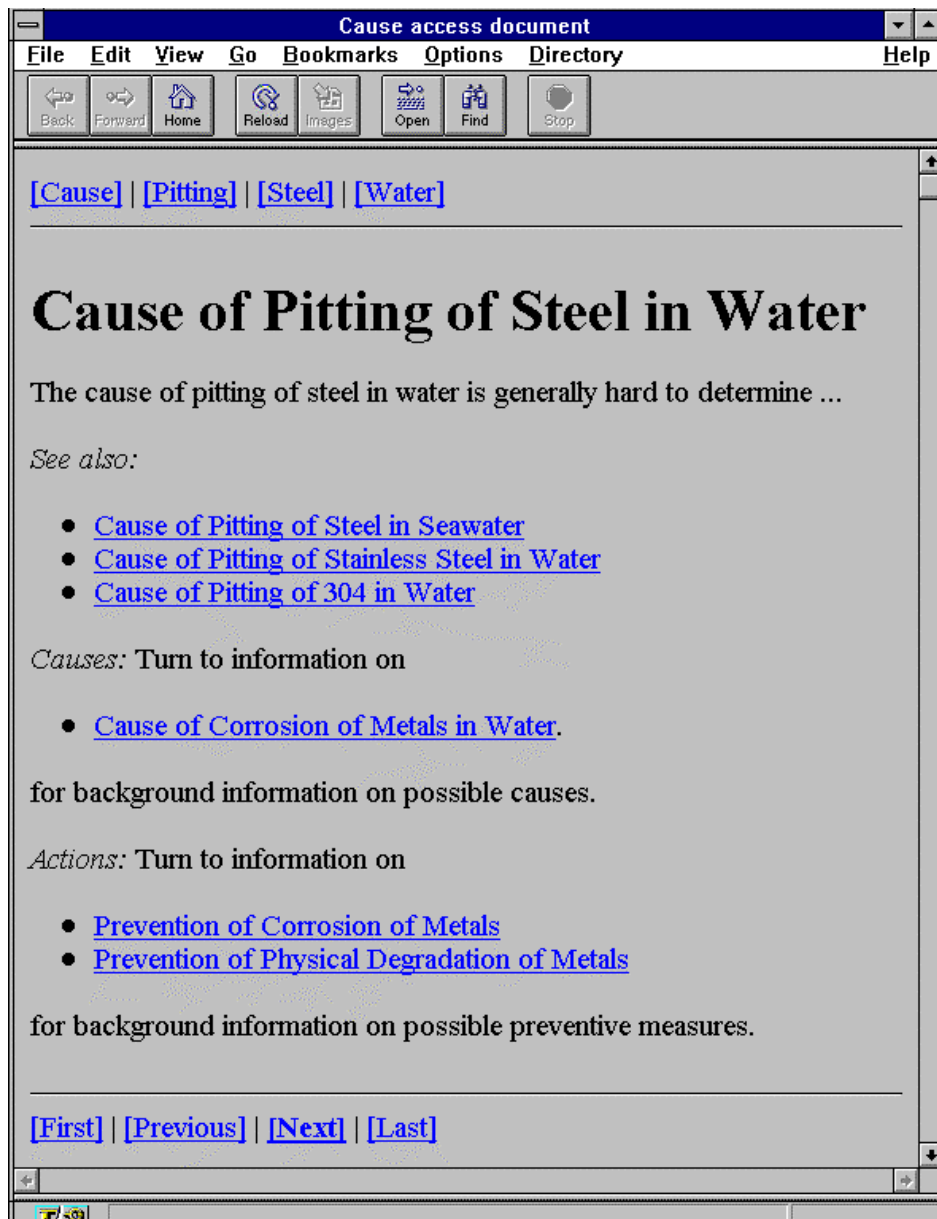 Cause access document
File Edit View Go Bookmarks Options Directory Help
Back Forward Home Reload Images Open Find Stop
[Cause] | [Pitting] | [Steel] | [Water]
Cause of Pitting of Steel in Water
The cause of pitting of steel in water is generally hard to determine ...
See also:
Cause of Pitting of Steel in Seawater
Cause of Pitting of Stainless Steel in Water
Cause of Pitting of 304 in Water
Causes: Turn to information on
Cause of Corrosion of Metals in Water.
for background information on possible causes.
Actions: Turn to information on
Prevention of Corrosion of Metals
Prevention of Physical Degradation of Metals
for background information on possible preventive measures.
[First] | [Previous] | [Next] | [Last]